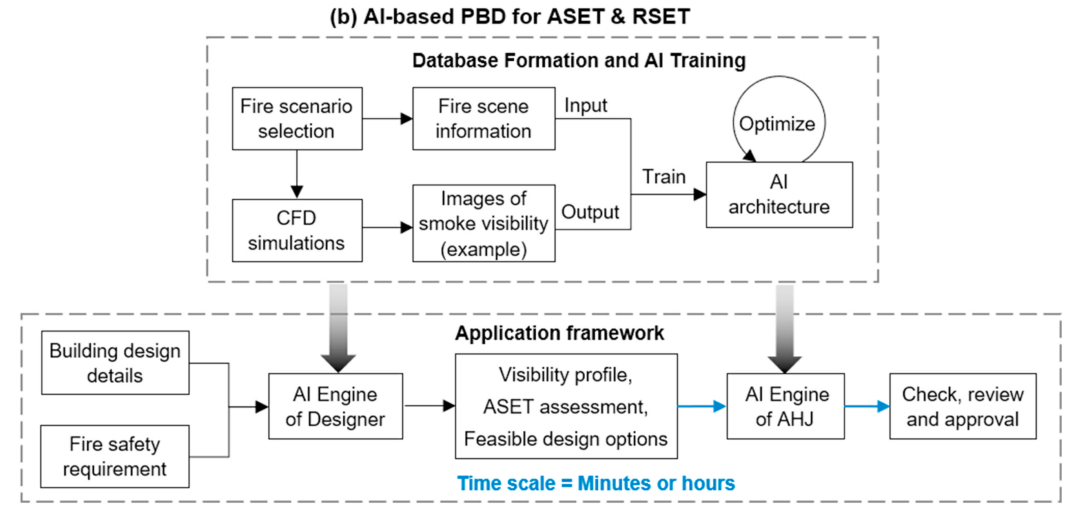 (b) AI-based PBD for ASET & RSET
Database Formation and AI Training
Fire scenario
selection
Fire scene
information
Input
Optimize
CFD
simulations
Images of
smoke visibility
(example)
Output
Train
AI
architecture
Application framework
Building design
details
Fire safety
requirement
AI Engine
of Designer
Visibility profile,
ASET assessment,
Feasible design options
AI Engine
of AHJ
Check, review
and approval
Time scale = Minutes or hours